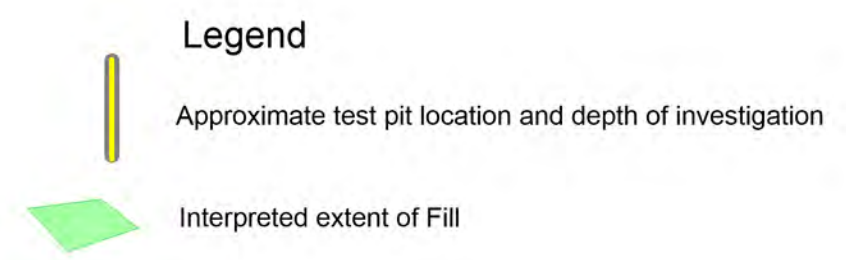 Legend
Approximate test pit location and depth of investigation
Interpreted extent of Fill